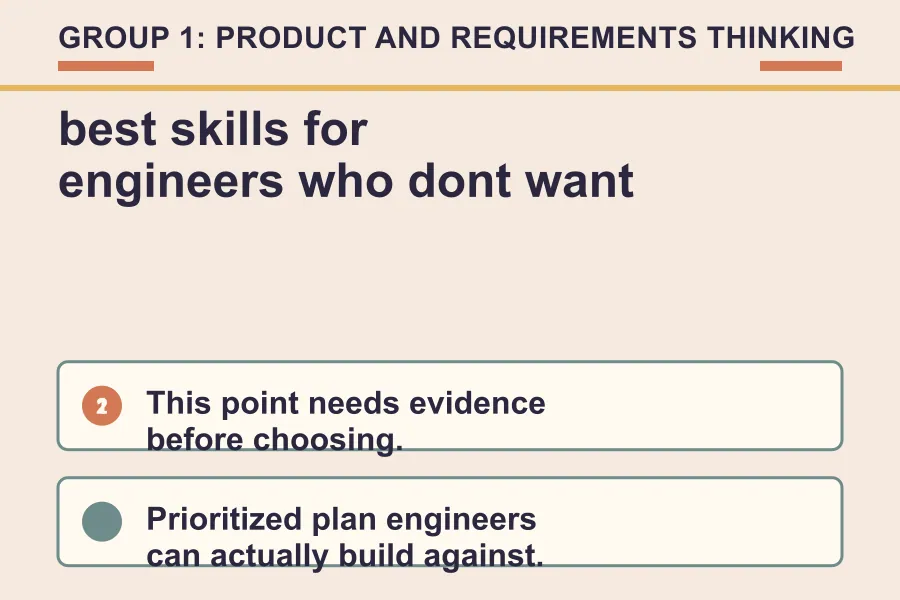 GROUP 1: PRODUCT AND REQUIREMENTS THINKING
best skills for
engineers who dont want
2
This point needs evidence
before choosing.
Prioritized plan engineers
can actually build against.